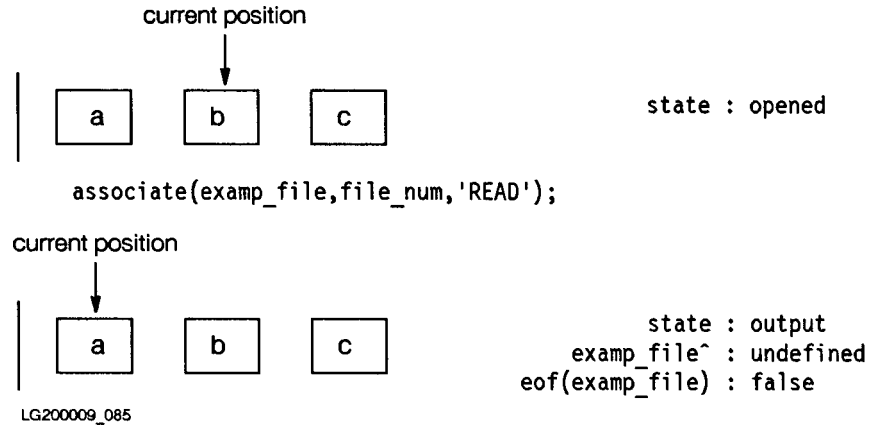 current position
a b c state : opened
associate(examp_file,file_num,'READ');
current position
a b c state : output
examp_file^ : undefined
eof(examp_file) : false
LG200009_085